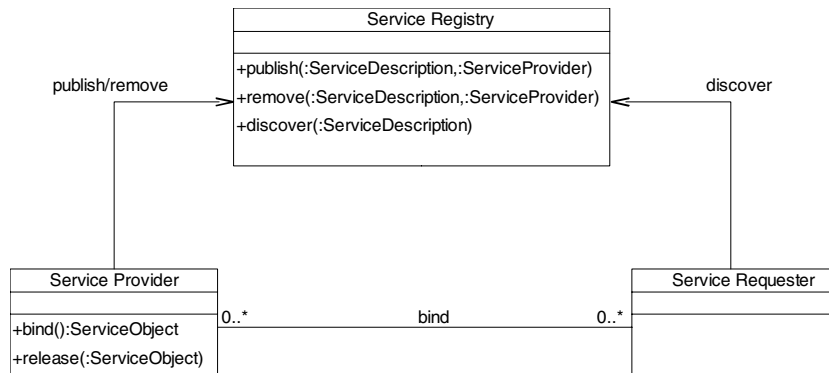 Service Registry
+publish(:ServiceDescription,:ServiceProvider)
+remove(:ServiceDescription,:ServiceProvider)
+discover(:ServiceDescription)
publish/remove
discover
Service Provider
+bind():ServiceObject
+release(:ServiceObject)
0..*
bind
0..*
Service Requester